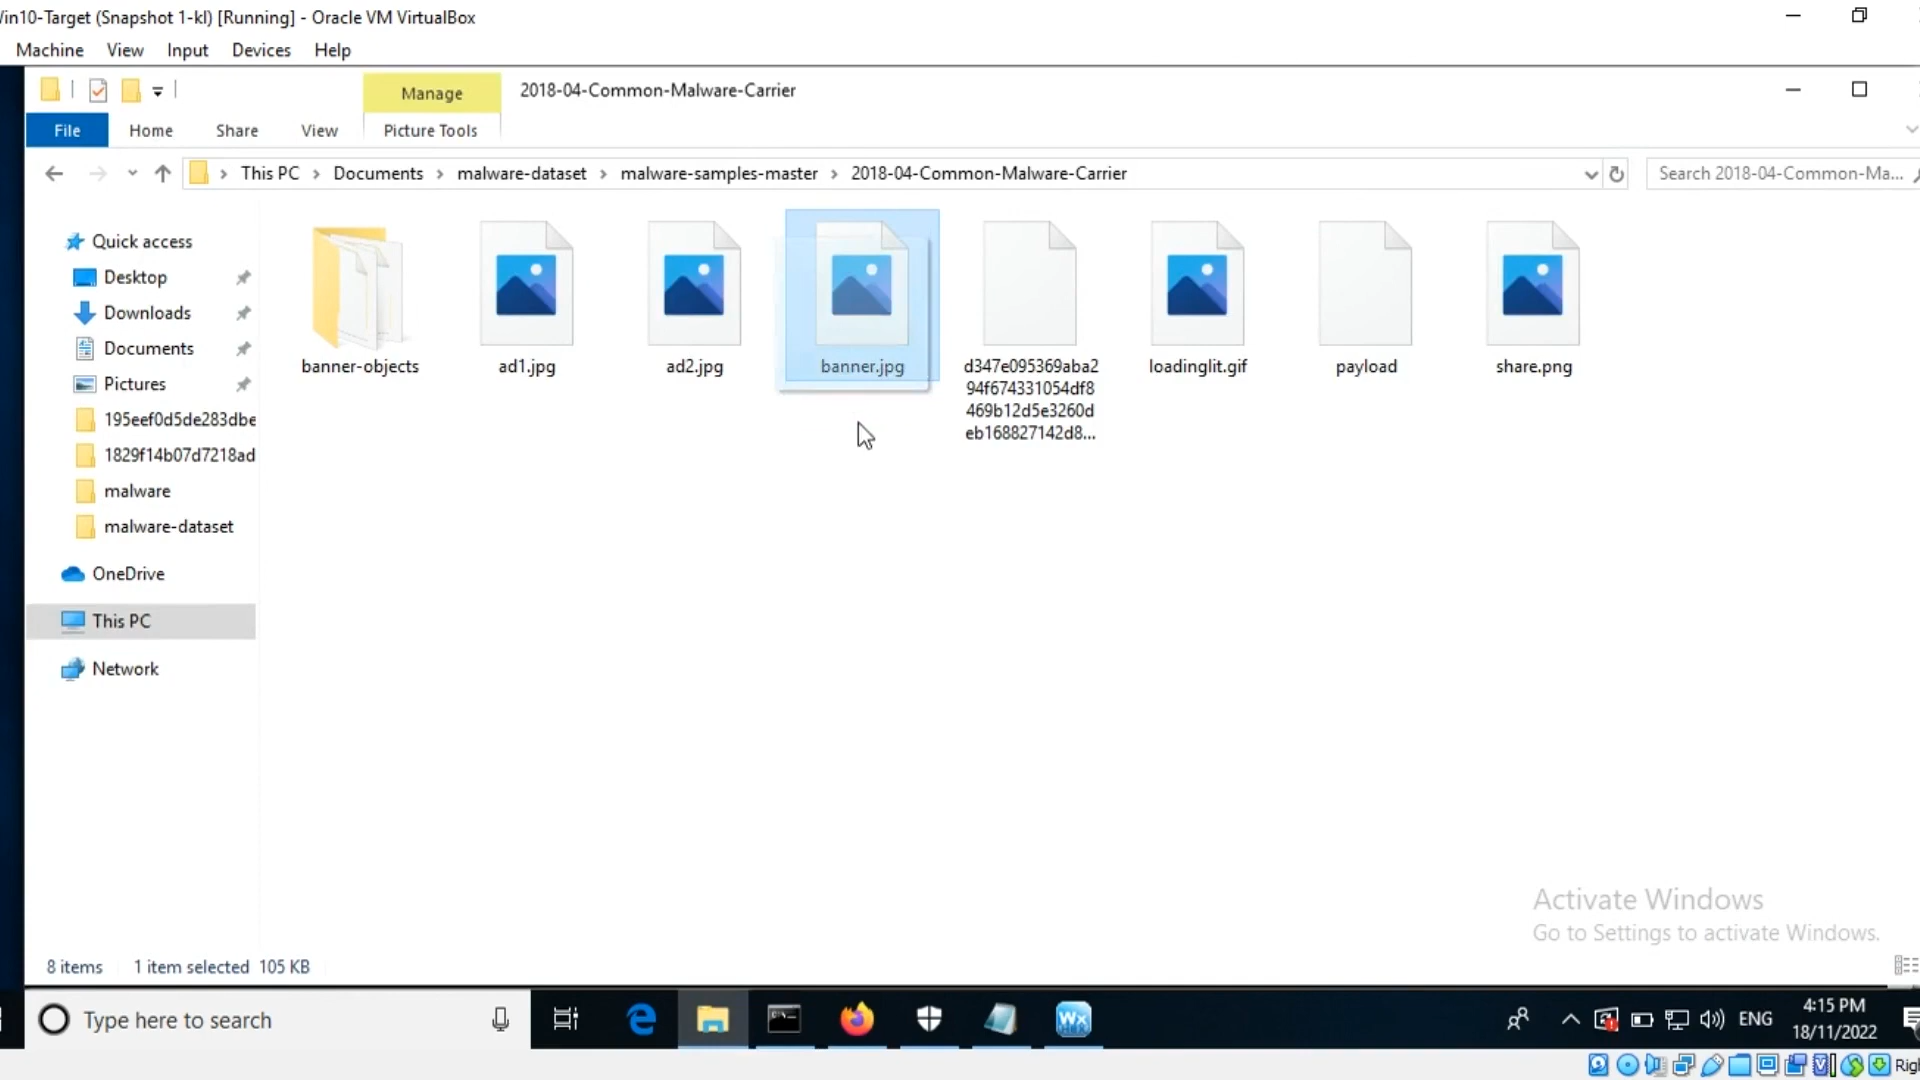 in10-Target (Snapshot 1-kl) [Running] - Oracle VM VirtualBox
Machine View Input Devices Help
Manage 2018-04-Common-Malware-Carrier
File Home Share View Picture Tools
This PC > Documents > malware-dataset > malware-samples-master > 2018-04-Common-Malware-Carrier
Search 2018-04-Common-Ma...
Quick access
Desktop
Downloads
Documents
Pictures
195eef0d5de283dbe
1829f14b07d7218ad
malware
malware-dataset
OneDrive
This PC
Network
banner-objects
ad1.jpg
ad2.jpg
banner.jpg
d347e095369aba2
94f674331054df8
469b12d5e3260d
eb168827142d8...
loadinglit.gif
payload
share.png
Activate Windows
Go to Settings to activate Windows.
8 items 1 item selected 105 KB
Type here to search
Wx
HEX
ENG
4:15 PM
18/11/2022
Rig